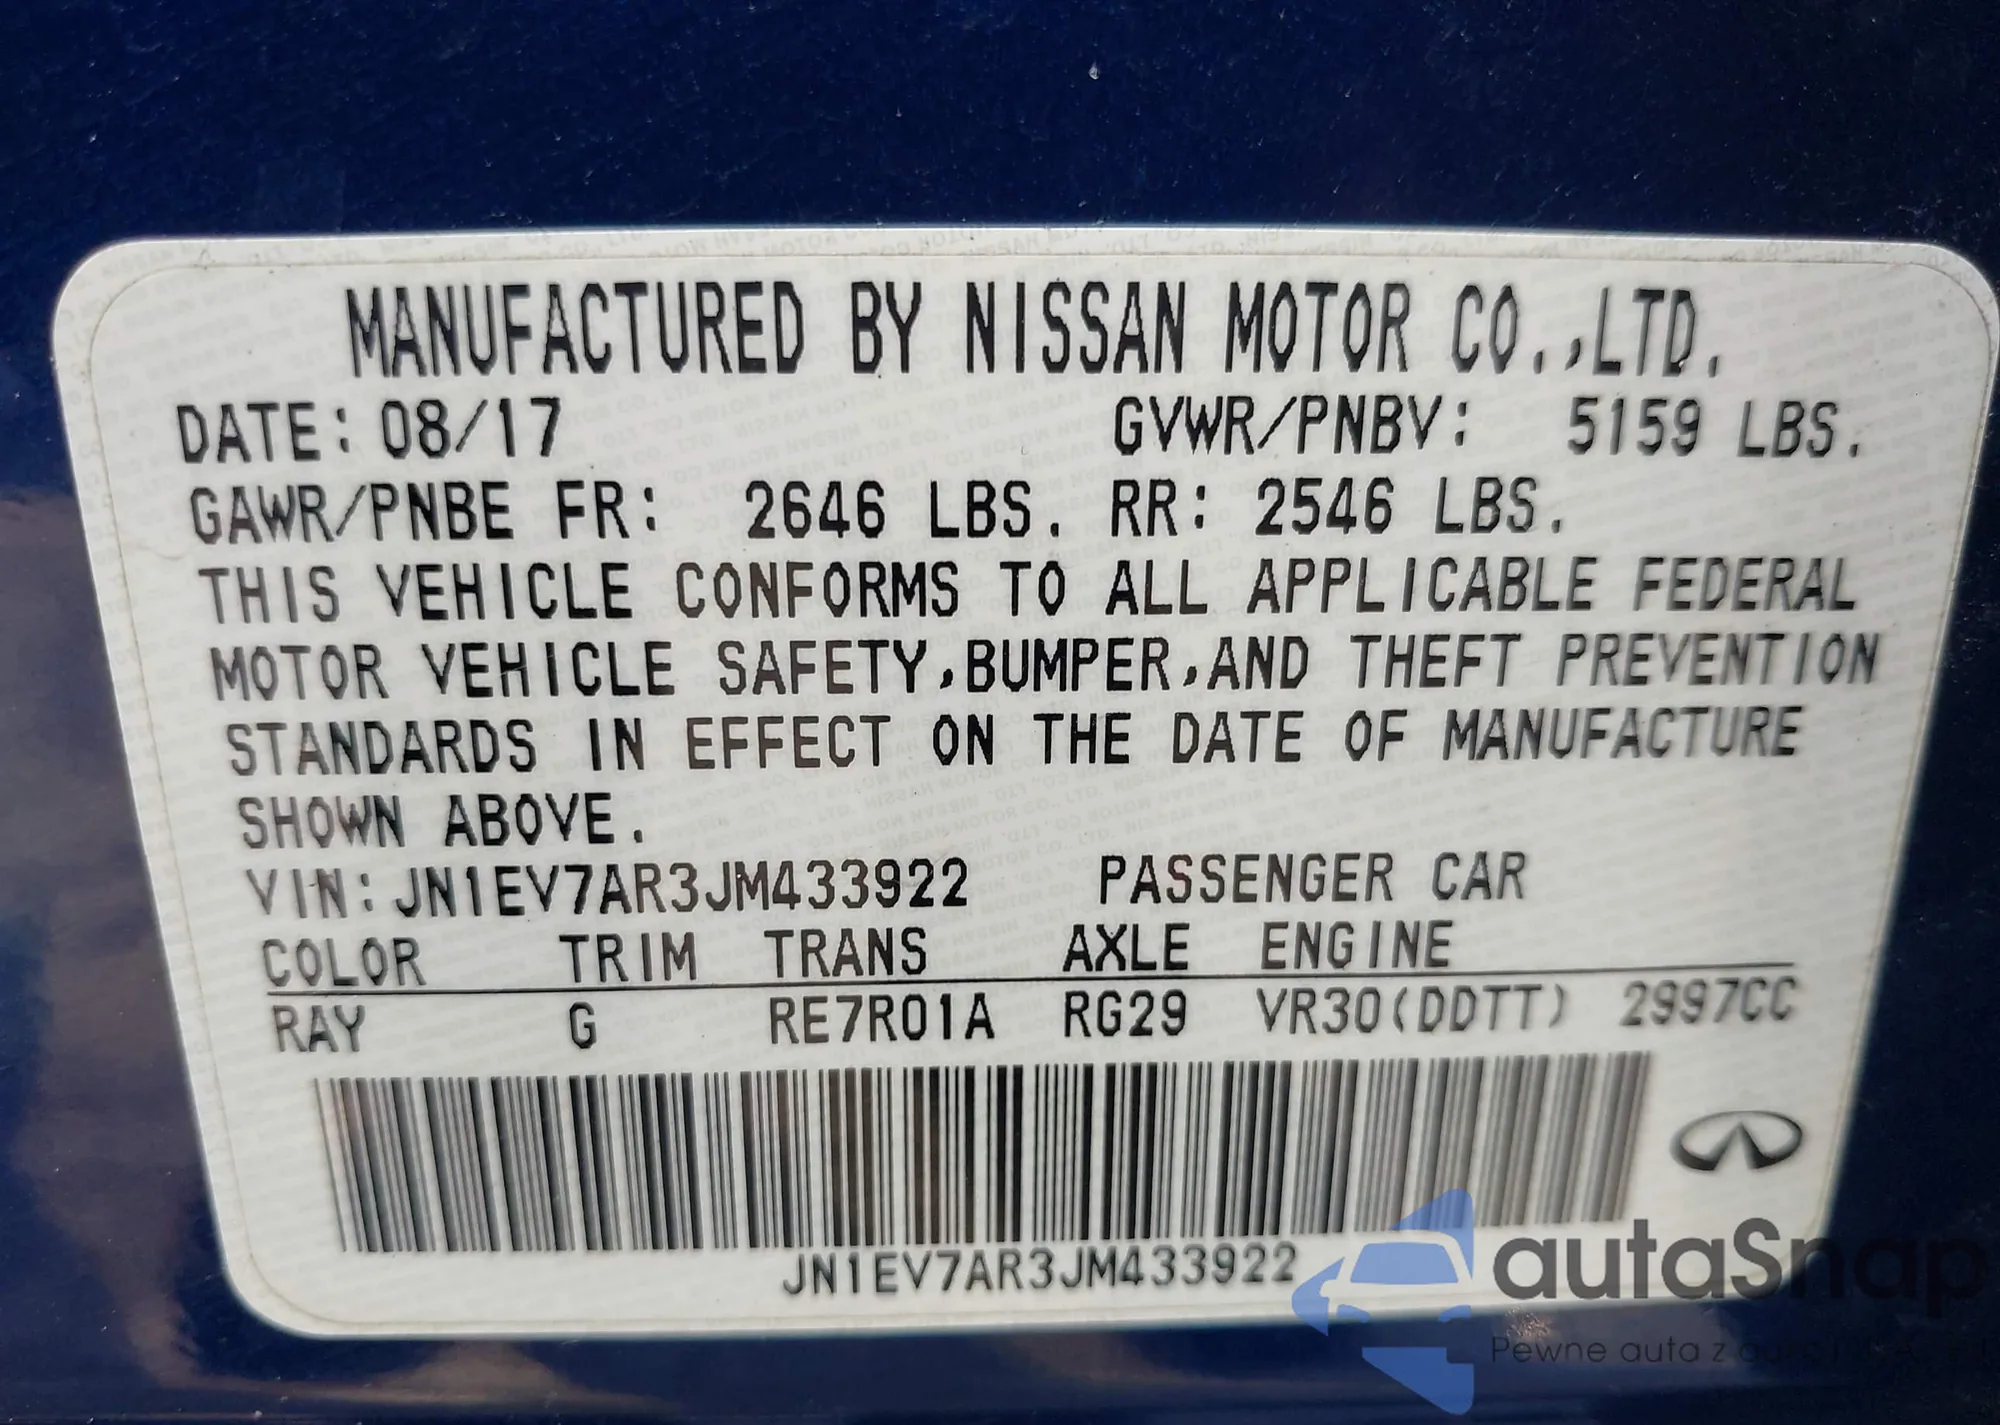 MANUFACTURED BY NISSAN MOTOR CO.,LTD.
DATE: 08/17 GVWR/PNBV: 5159 LBS.
GAWR/PNBE FR: 2646 LBS. RR: 2546 LBS.
THIS VEHICLE CONFORMS TO ALL APPLICABLE FEDERAL
MOTOR VEHICLE SAFETY,BUMPER,AND THEFT PREVENTION
STANDARDS IN EFFECT ON THE DATE OF MANUFACTURE
SHOWN ABOVE.
VIN:JN1EV7AR3JM433922 PASSENGER CAR
COLOR TRIM TRANS AXLE ENGINE
RAY G RE7R01A RG29 VR30(DDTT) 2997CC
JN1EV7AR3JM433922
autaSnap
Pewne auta z